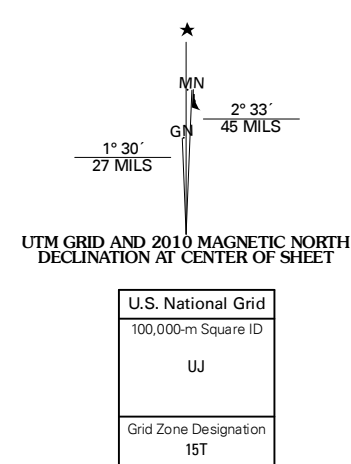 ★
MN
2° 33´
45 MILS
GN
1° 30´
27 MILS
UTM GRID AND 2010 MAGNETIC NORTH
DECLINATION AT CENTER OF SHEET
U.S. National Grid
100,000-m Square ID
UJ
Grid Zone Designation
15T